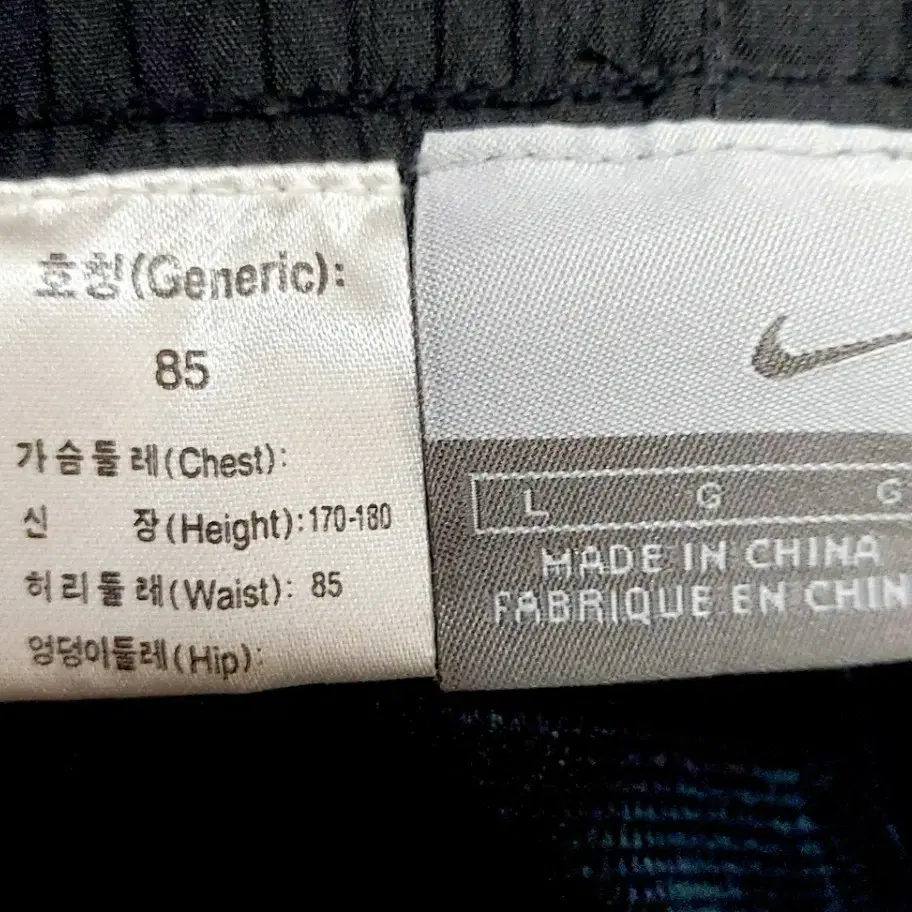 호칭(Generic):
85
가슴둘레(Chest):
신 장(Height):170-180
허리둘레(Waist): 85
엉덩이둘레(Hip):
L G G
MADE IN CHINA
FABRIQUE EN CHIN